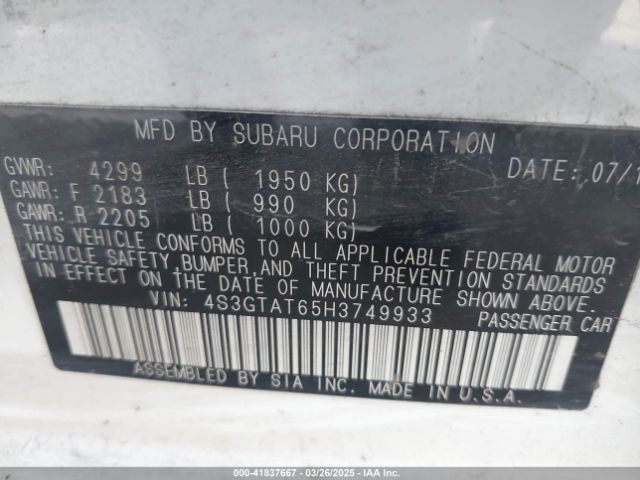 MFD BY SUBARU CORPORATION
GVWR: 4299 LB ( 1950 KG) DATE: 07/1
GAWR: F 2183 LB ( 990 KG)
GAWR: R 2205 LB ( 1000 KG)
THIS VEHICLE CONFORMS TO ALL APPLICABLE FEDERAL MOTOR
VEHICLE SAFETY, BUMPER, AND THEFT PREVENTION STANDARDS
IN EFFECT ON THE DATE OF MANUFACTURE SHOWN ABOVE.
VIN: 4S3GTAT65H3749933 PASSENGER CAR
ASSEMBLED BY SIA INC. MADE IN U.S.A.
000-41837667 - 03/26/2025 - IAA Inc.